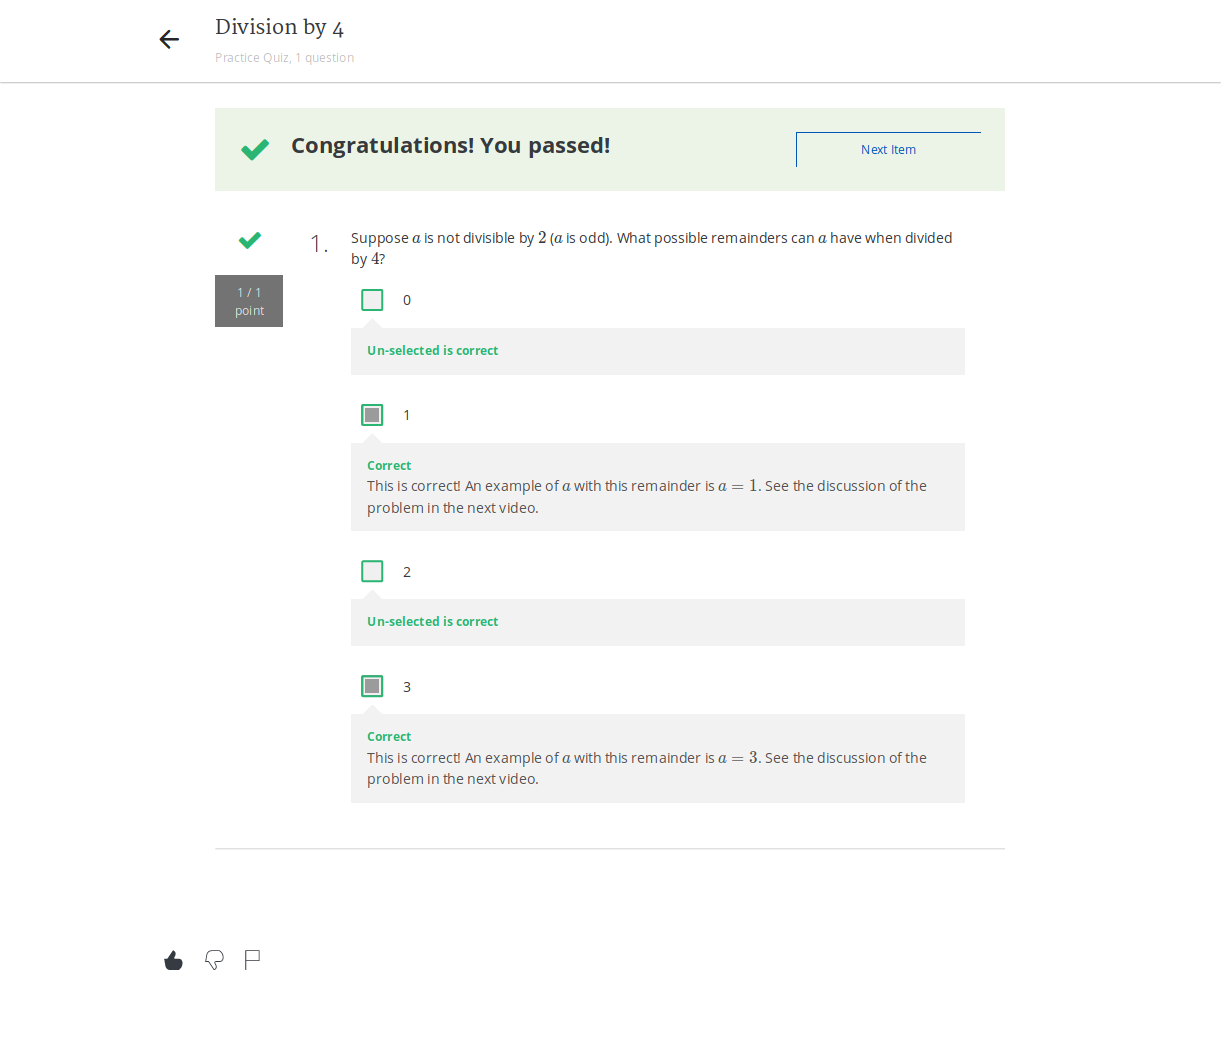 Division by 4
Practice Quiz, 1 question
Congratulations! You passed!
Next Item
1 / 1
point
1.
Suppose a is not divisible by 2 (a is odd). What possible remainders can a have when divided
by 4?
0
Un-selected is correct
1
Correct
This is correct! An example of a with this remainder is a = 1. See the discussion of the
problem in the next video.
2
Un-selected is correct
3
Correct
This is correct! An example of a with this remainder is a = 3. See the discussion of the
problem in the next video.